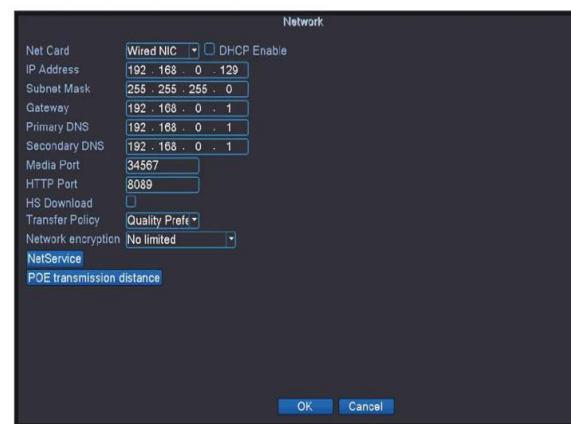 Network
Net Card Wired NIC DHCP Enable
IP Address 192 . 168 . 0 . 129
Subnet Mask 255 . 255 . 255 . 0
Gateway 192 . 168 . 0 . 1
Primary DNS 192 . 168 . 0 . 1
Secondary DNS 192 . 168 . 0 . 1
Media Port 34567
HTTP Port 8089
HS Download
Transfer Policy Quality Prefe
Network encryption No limited
NetService
POE transmission distance
OK Cancel